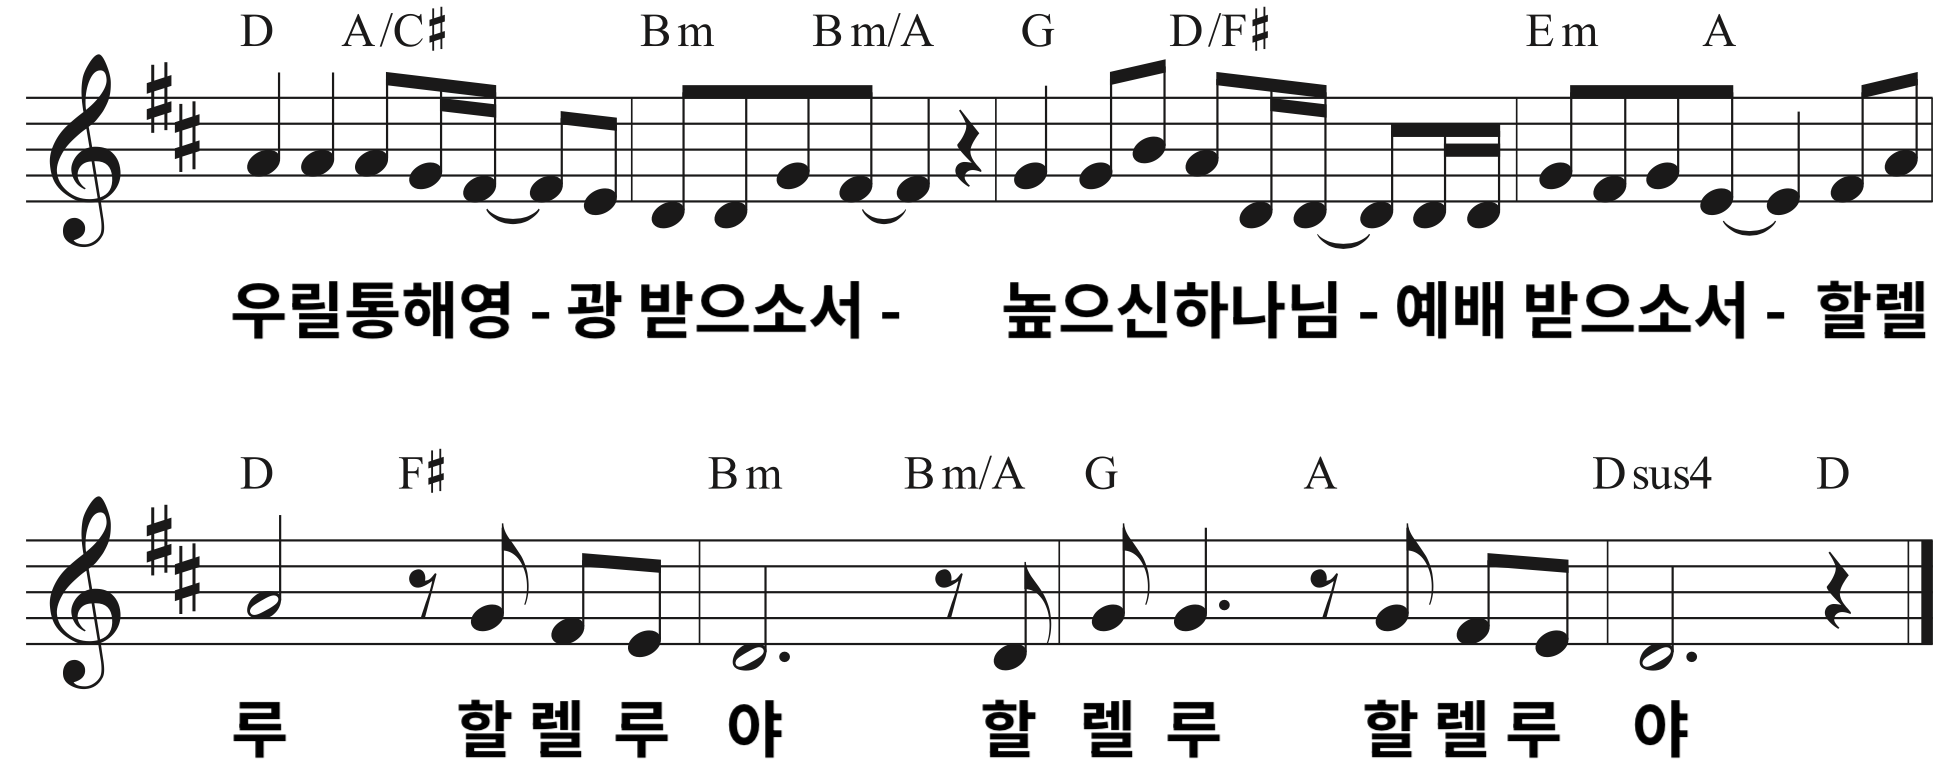 D A/C♯ Bm Bm/A G D/F♯ Em A
우릴통해영 - 광 받으소서 - 높으신하나님 - 예배 받으소서 - 할렐
D F♯ Bm Bm/A G A Dsus4 D
루 할 렐 루 야 할 렐 루 할 렐 루 야